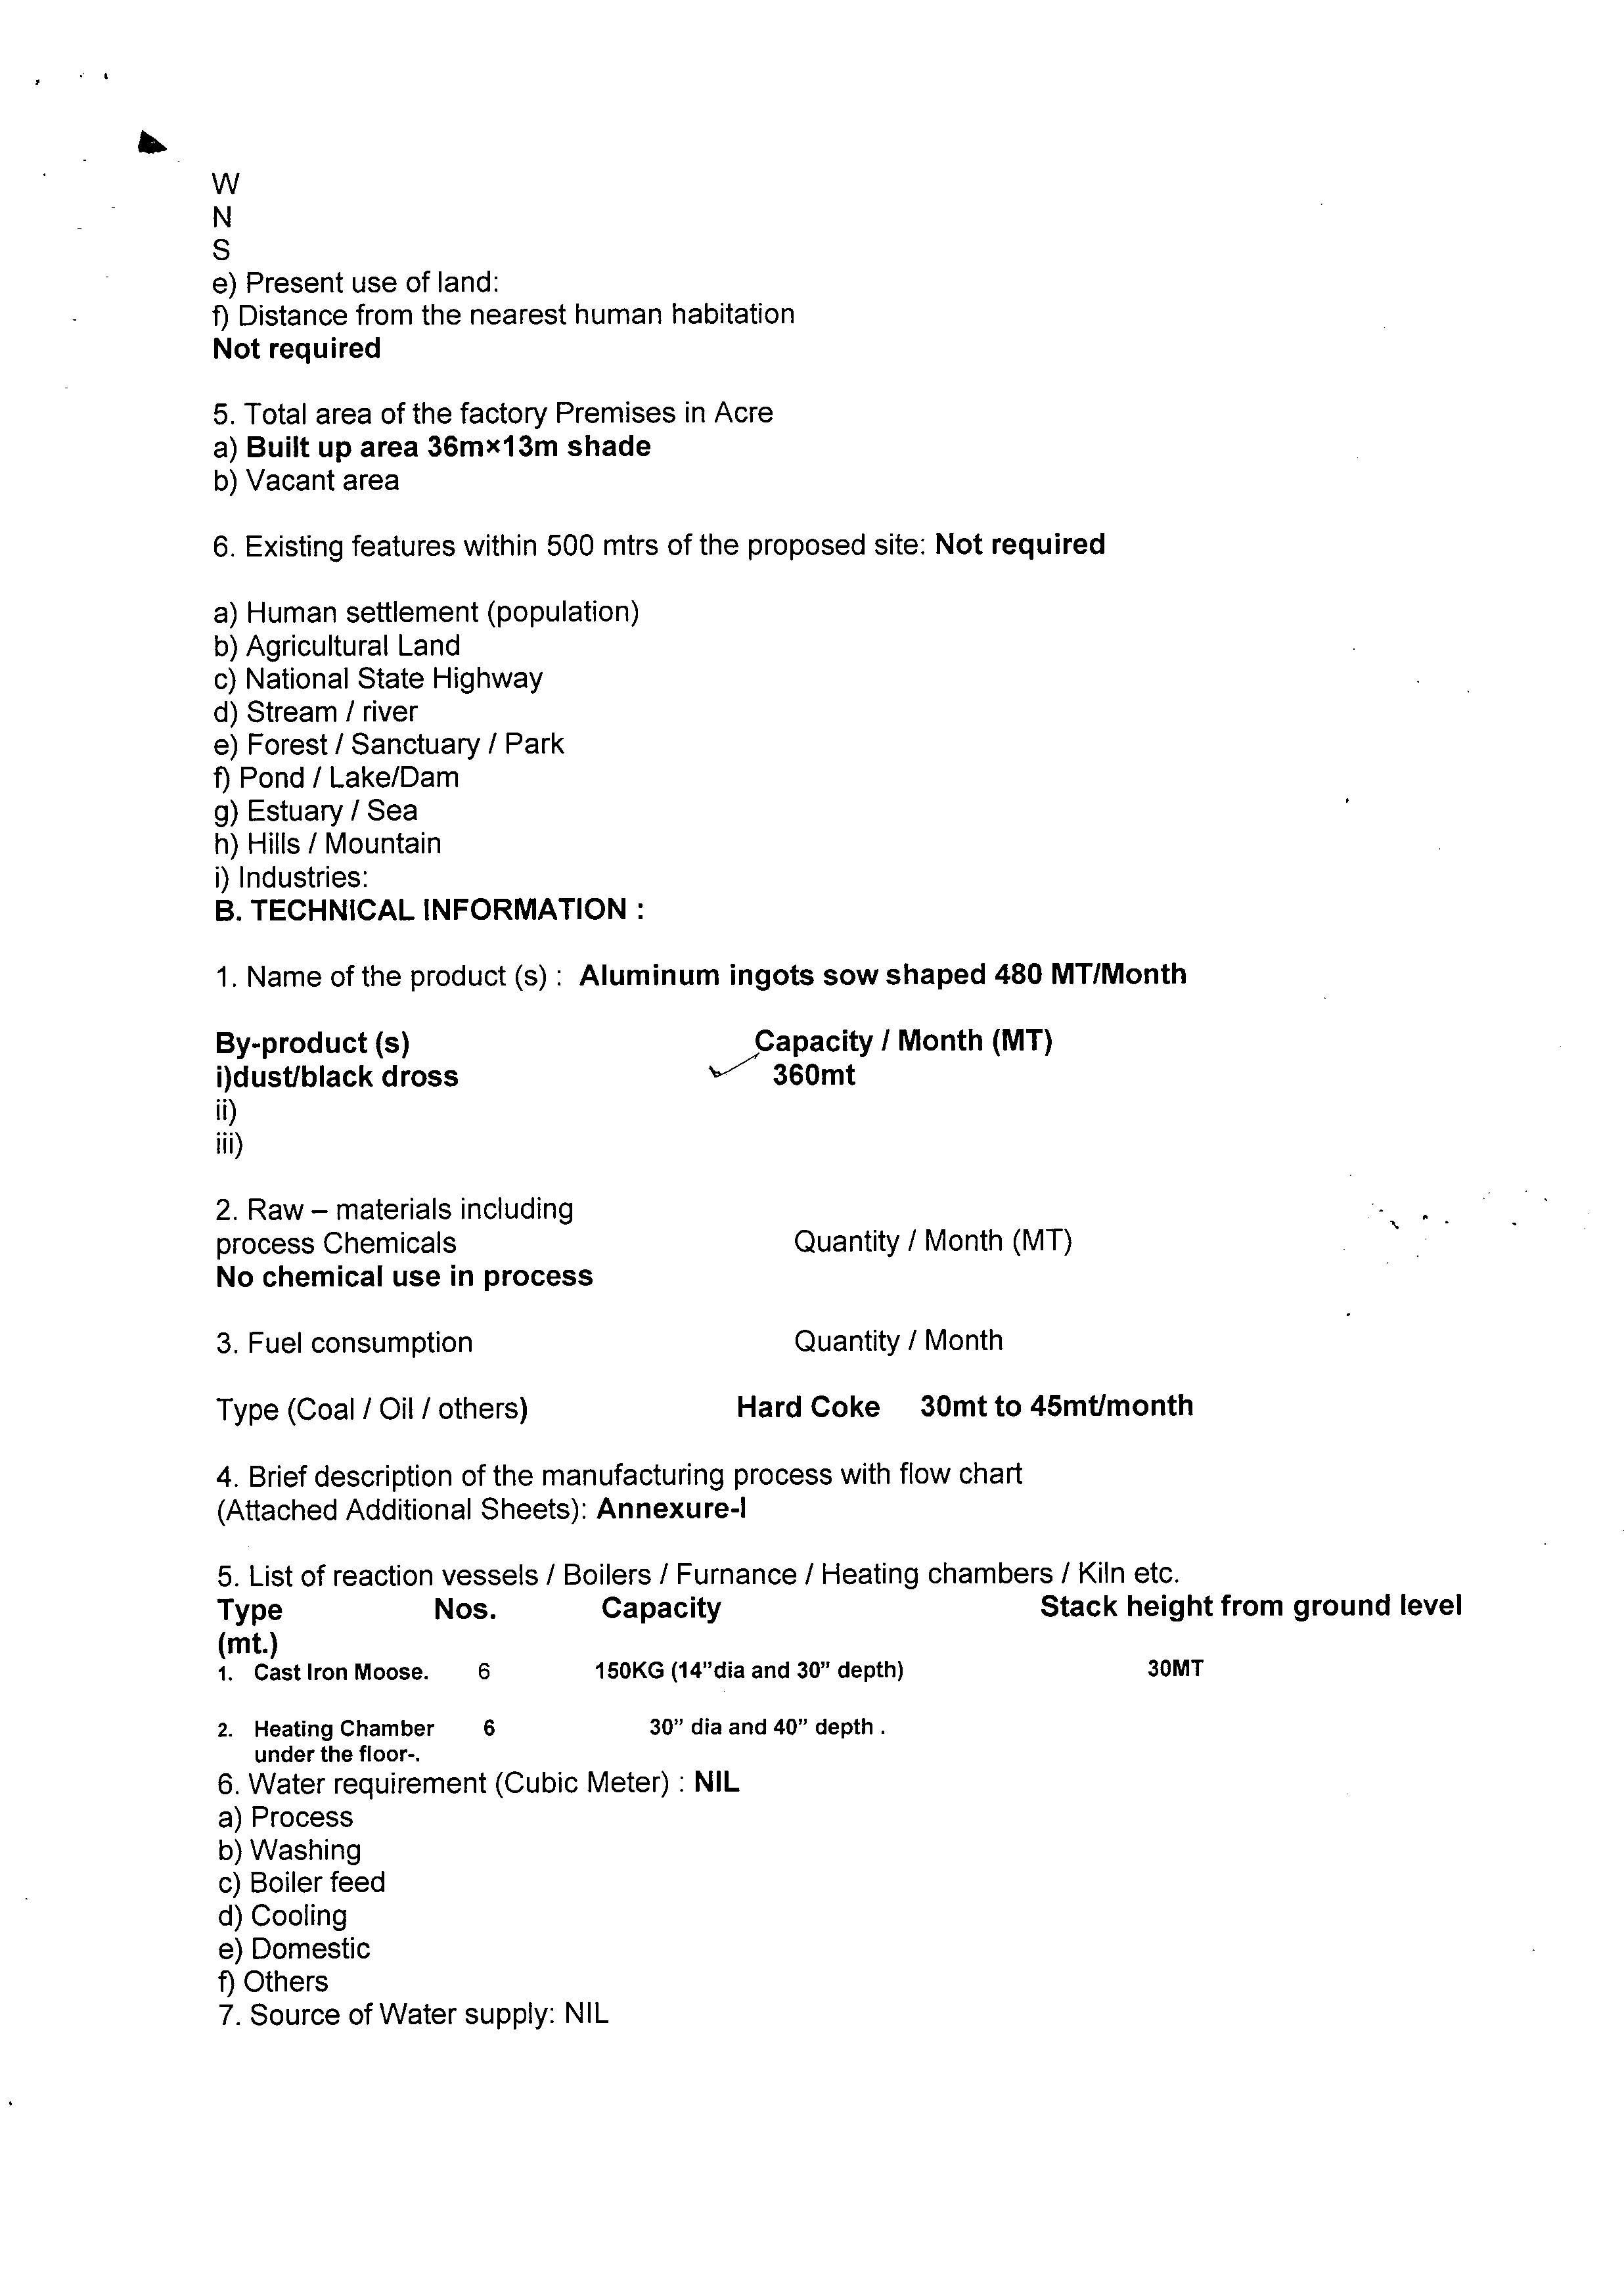 W
N
S
e) Present use of land:
f) Distance from the nearest human habitation
Not required
5. Total area of the factory Premises in Acre
a) Built up area 36m×13m shade
b) Vacant area
6. Existing features within 500 mtrs of the proposed site: Not required
a) Human settlement (population)
b) Agricultural Land
c) National State Highway
d) Stream / river
e) Forest / Sanctuary / Park
f) Pond / Lake/Dam
g) Estuary / Sea
h) Hills / Mountain
i) Industries:
B. TECHNICAL INFORMATION :
1. Name of the product (s) : Aluminum ingots sow shaped 480 MT/Month
By-product (s) Capacity / Month (MT)
i)dust/black dross 360mt
ii)
iii)
2. Raw – materials including
process Chemicals Quantity / Month (MT)
No chemical use in process
3. Fuel consumption Quantity / Month
Type (Coal / Oil / others) Hard Coke 30mt to 45mt/month
4. Brief description of the manufacturing process with flow chart
(Attached Additional Sheets): Annexure-I
5. List of reaction vessels / Boilers / Furnance / Heating chambers / Kiln etc.
Type Nos. Capacity Stack height from ground level
(mt.)
1. Cast Iron Moose. 6 150KG (14”dia and 30” depth) 30MT
2. Heating Chamber 6 30” dia and 40” depth .
under the floor-.
6. Water requirement (Cubic Meter) : NIL
a) Process
b) Washing
c) Boiler feed
d) Cooling
e) Domestic
f) Others
7. Source of Water supply: NIL